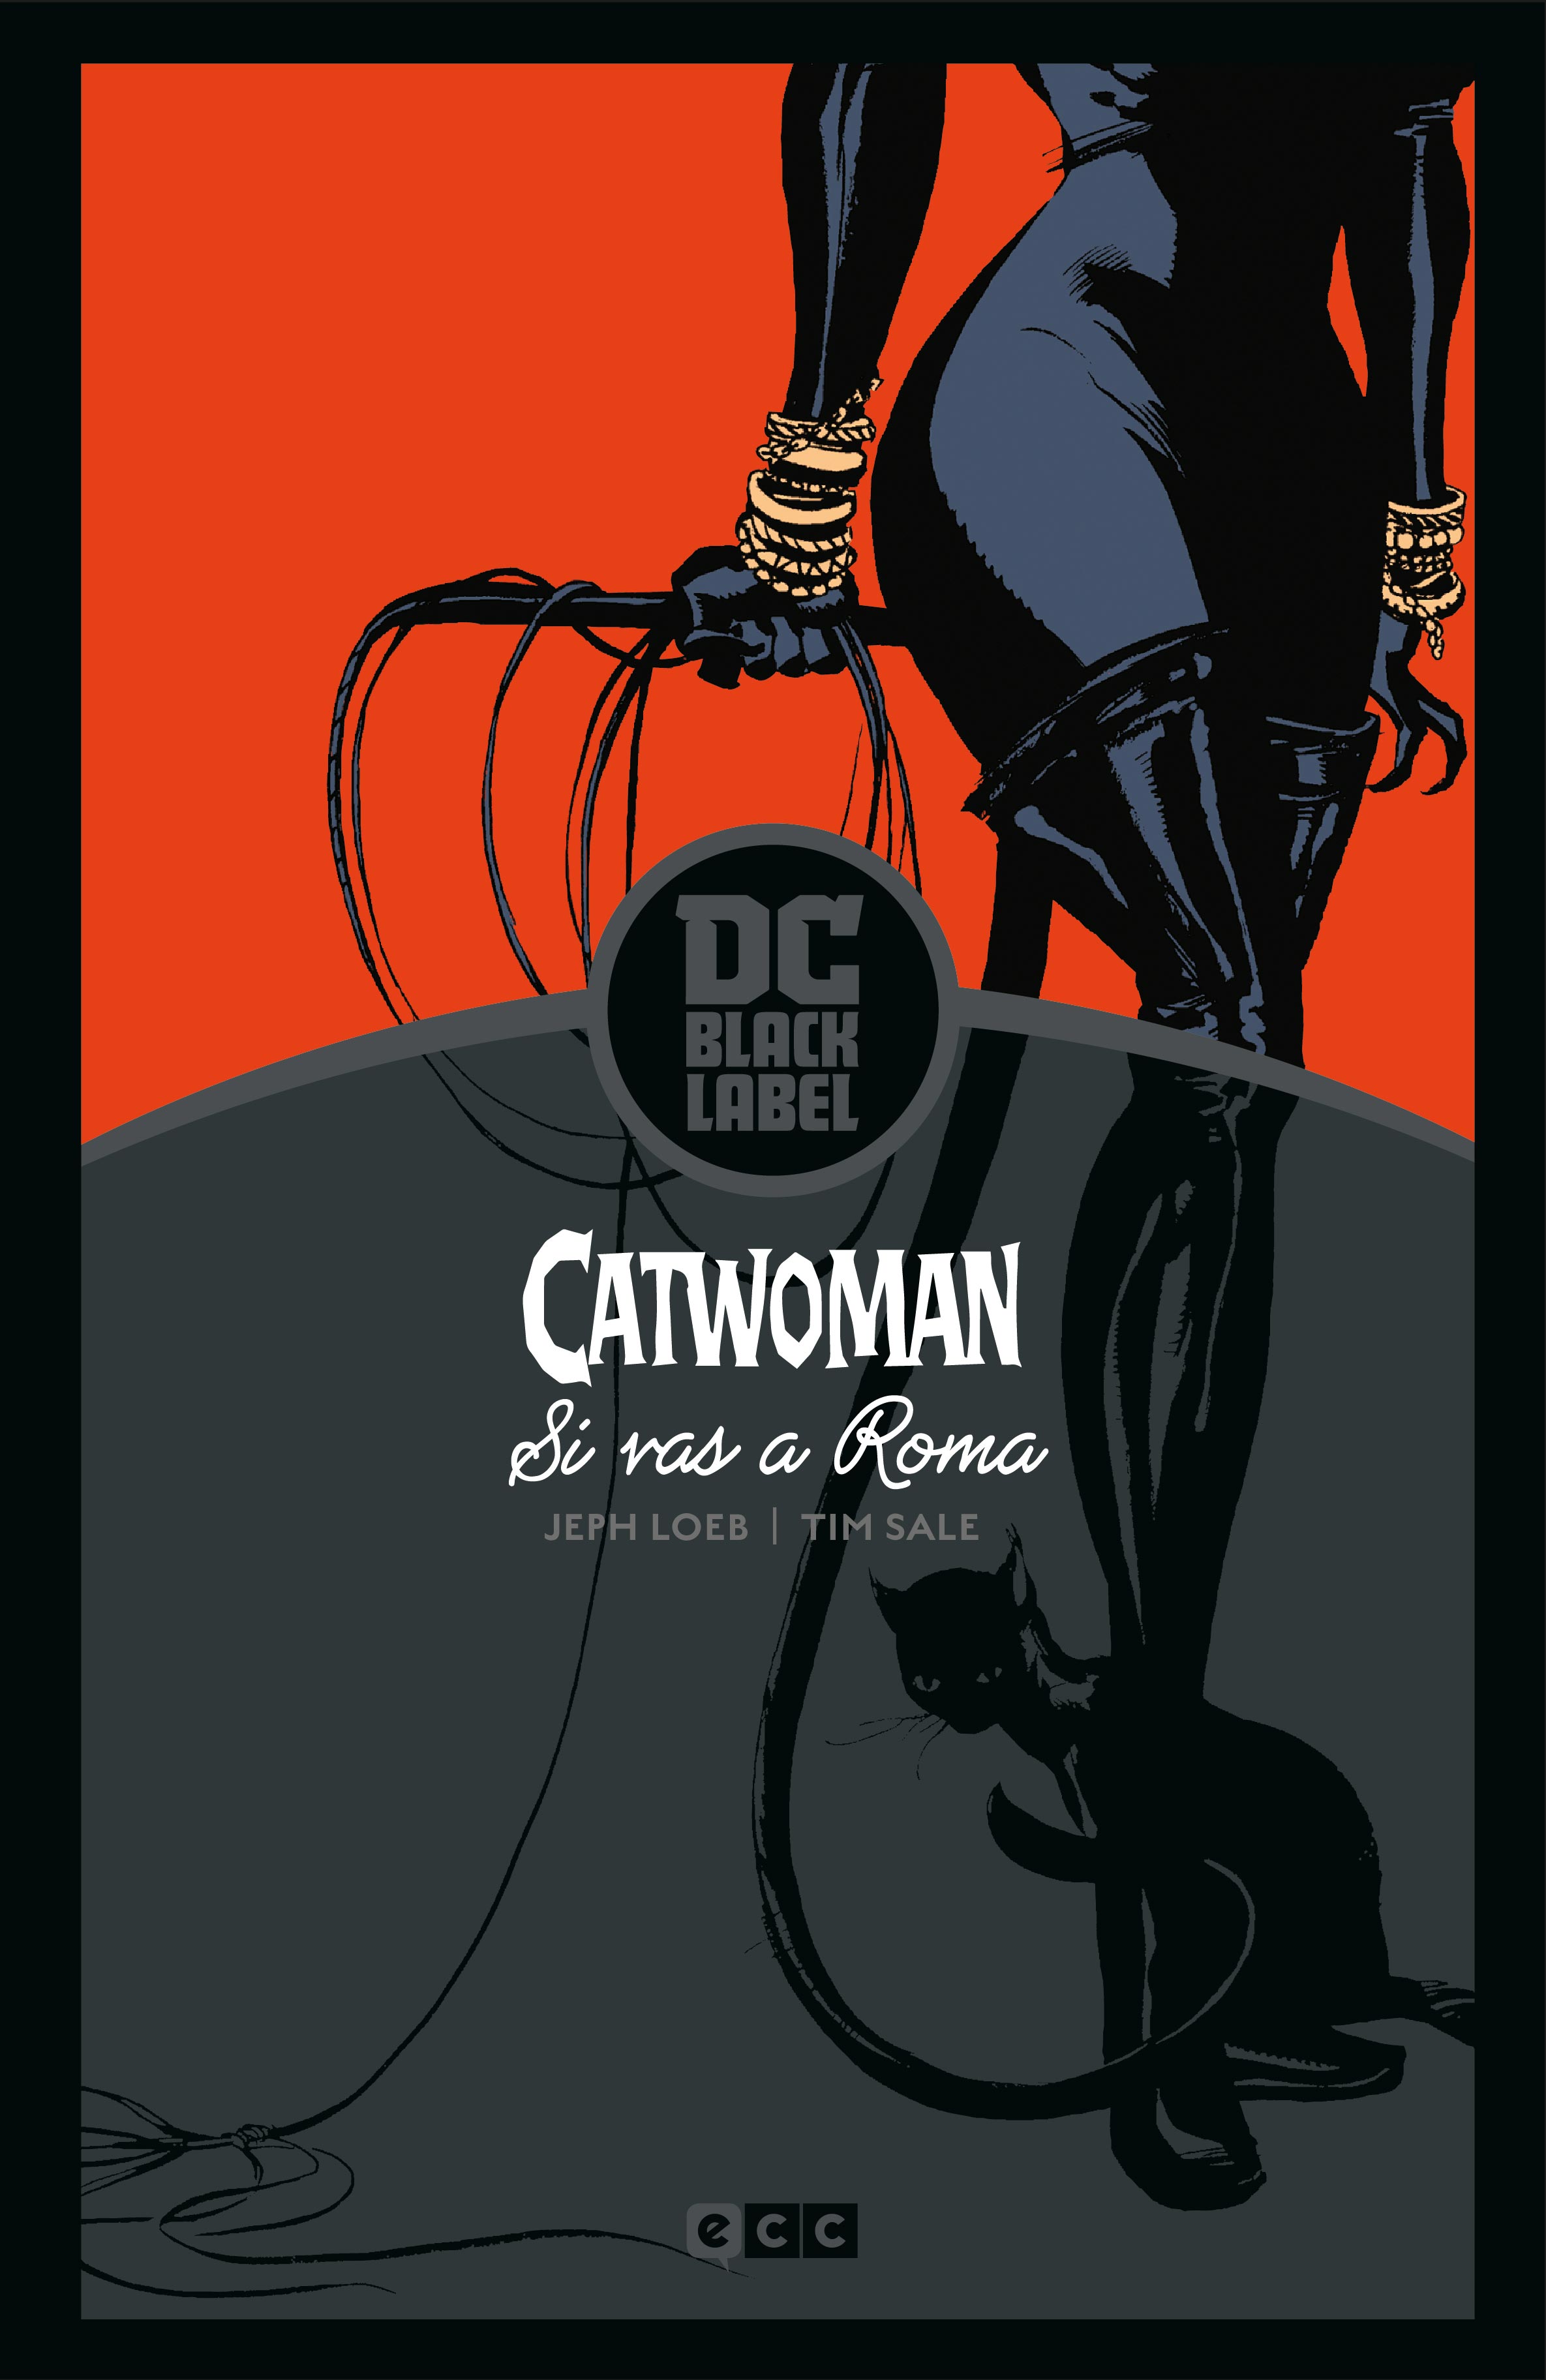 DC
BLACK
LABEL
CATWOMAN
Si vas a Roma
JEPH LOEB | TIM SALE
ecc